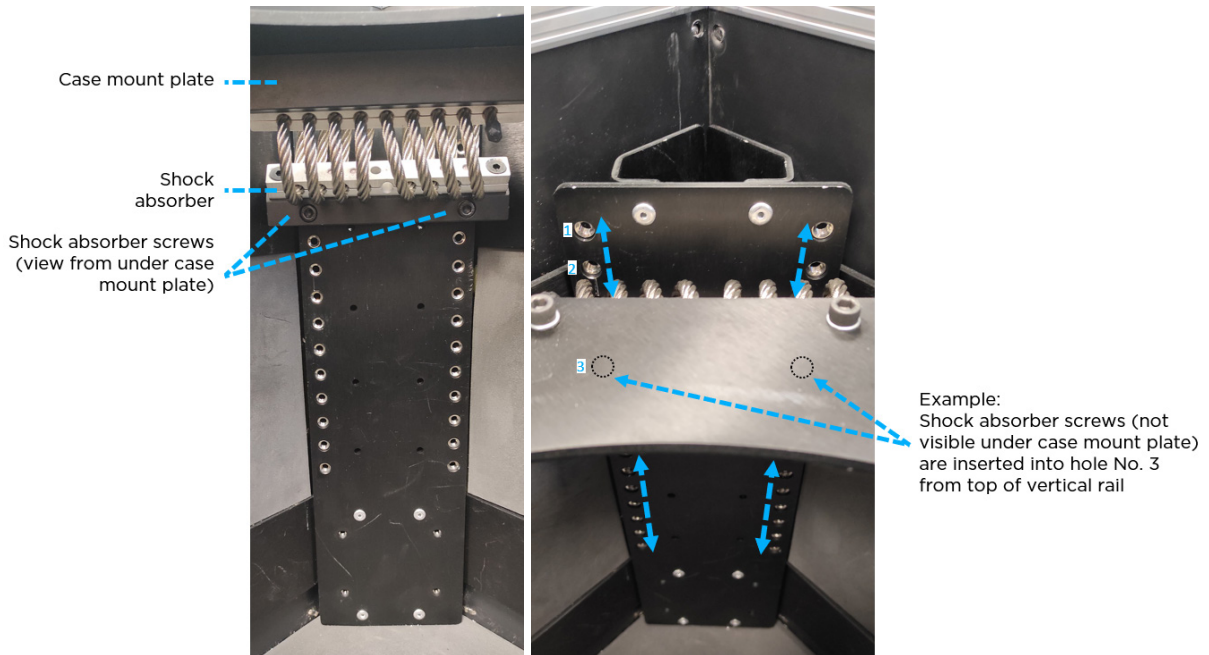 Case mount plate
Shock
absorber
Shock absorber screws
(view from under case
mount plate)
1
2
3
Example:
Shock absorber screws (not
visible under case mount plate)
are inserted into hole No. 3
from top of vertical rail